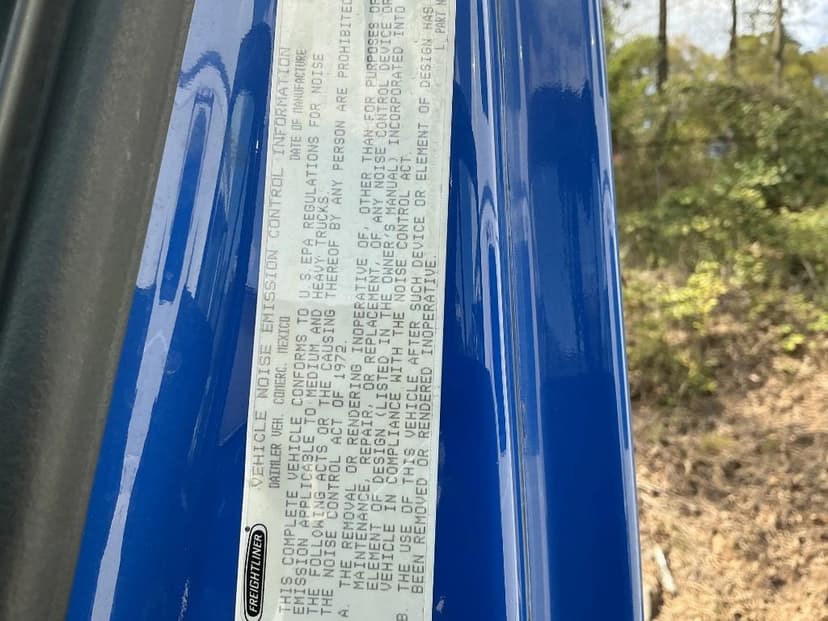 FREIGHTLINER
VEHICLE NOISE EMISSION CONTROL INFORMATION
DAIMLER VEH. COMERC. MEXICO DATE OF MANUFACTURE
THIS COMPLETE VEHICLE CONFORMS TO U.S.EPA REGULATIONS FOR NOISE
EMISSION APPLICABLE TO MEDIUM AND HEAVY TRUCKS.
THE FOLLOWING ACTS OR THE CAUSING THEREOF BY ANY PERSON ARE PROHIBITED
THE NOISE CONTROL ACT OF 1972.
A. THE REMOVAL OR RENDERING INOPERATIVE OF, OTHER THAN FOR PURPOSES OF
MAINTENANCE, REPAIR, OR REPLACEMENT, OF ANY NOISE CONTROL DEVICE OR
ELEMENT OF DESIGN (LISTED IN THE OWNER'S MANUAL) INCORPORATED INTO
VEHICLE IN COMPLIANCE WITH THE NOISE CONTROL ACT.
B. THE USE OF THIS VEHICLE AFTER SUCH DEVICE OR ELEMENT OF DESIGN HAS
BEEN REMOVED OR RENDERED INOPERATIVE. L. PART N